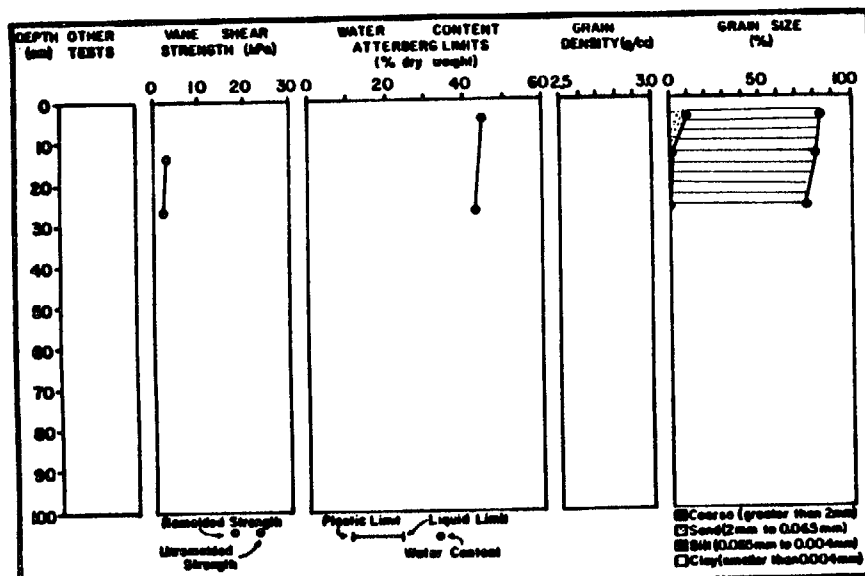 DEPTH OTHER VANE SHEAR WATER CONTENT GRAIN GRAIN SIZE
(cm) TESTS STRENGTH (kPa) ATTERBERG LIMITS DENSITY (g/cc) (%)
(% dry weight)
0 10 20 30 0 20 40 60 2.5 3.0 0 50 100
0
10
20
30
40
50
60
70
80
90
100
Remolded Strength
Unremolded
Strength
Plastic Limit Liquid Limit
Water Content
Coarse (greater than 2mm)
Sand (2mm to 0.063mm)
Silt (0.063mm to 0.004mm)
Clay (smaller than 0.004mm)